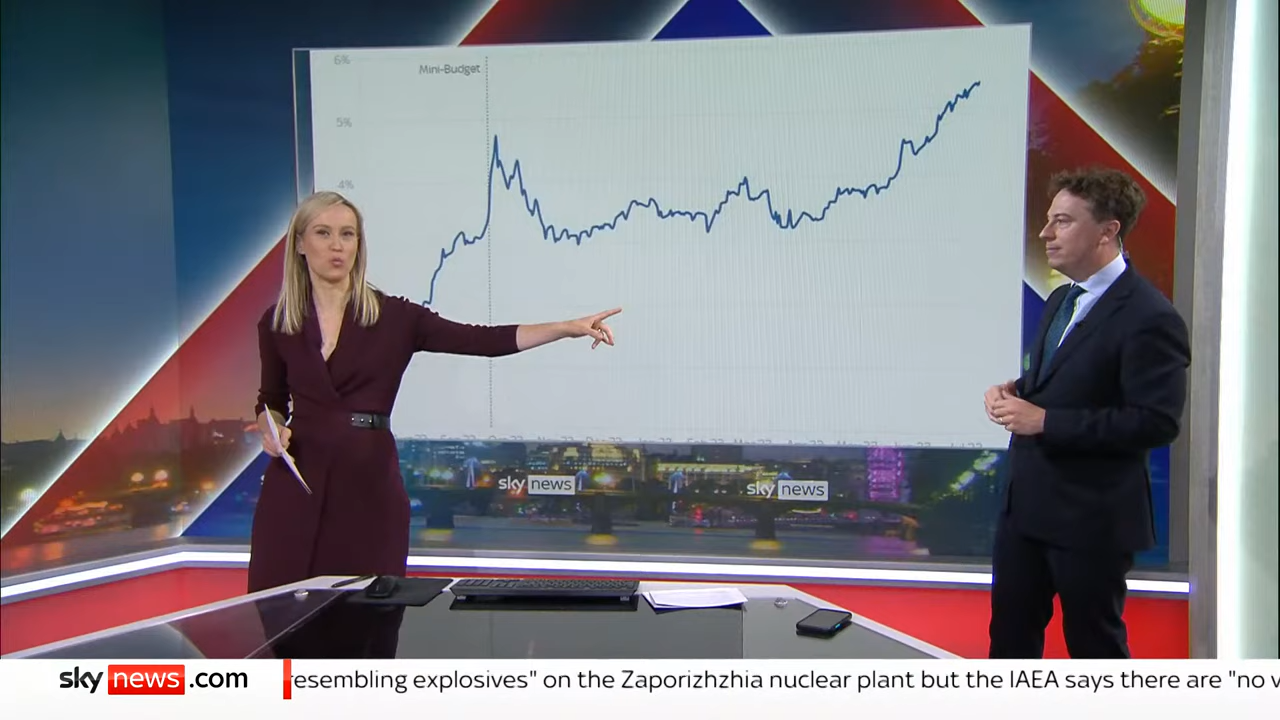 6%
Mini-Budget
5%
4%
sky news
sky news
sky news.com
esembling explosives" on the Zaporizhzhia nuclear plant but the IAEA says there are "no v